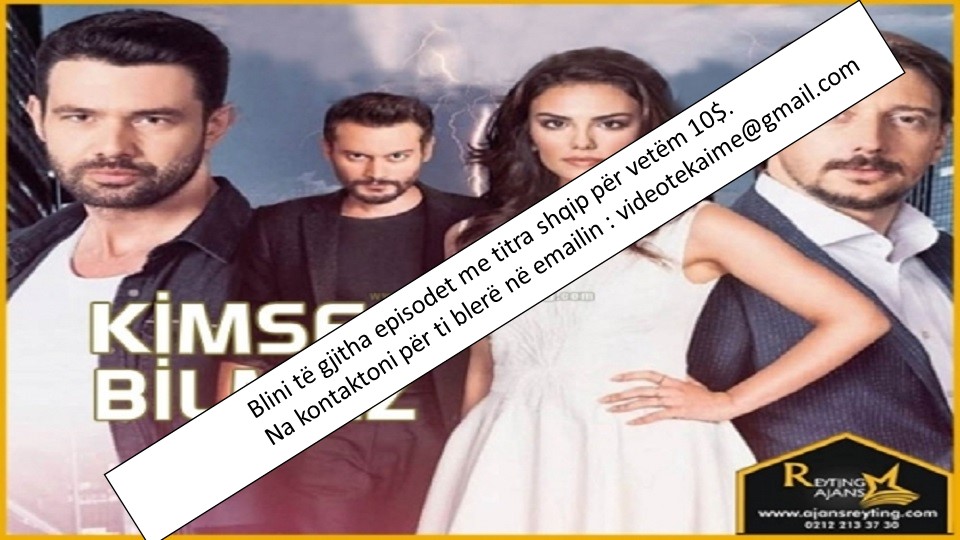 Blini të gjitha episodet me titra shqip për vetëm 10$.
Na kontaktoni për ti blerë në emailin : videotekaime@gmail.com
REYTING
AJANS
www.ajansreyting.com
0212 213 37 30